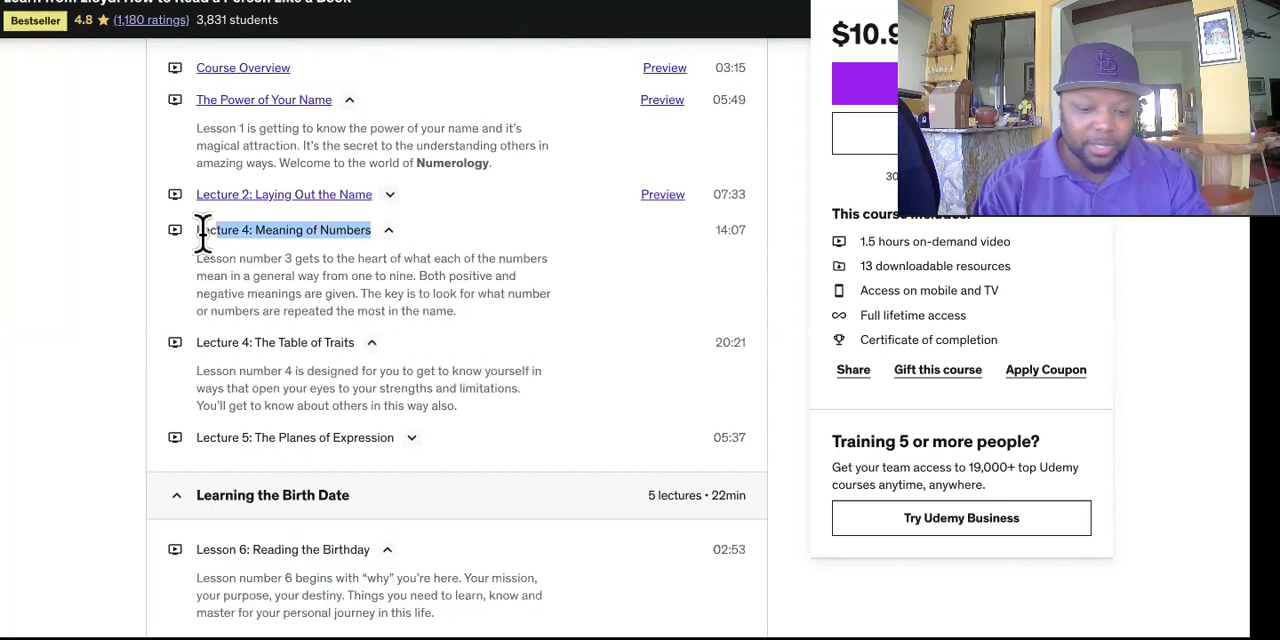 Learn from Lloyd: How to Read a Person Like a Book
Bestseller 4.8 (1,180 ratings) 3,831 students
Course Overview Preview 03:15
The Power of Your Name Preview 05:49
Lesson 1 is getting to know the power of your name and it's
magical attraction. It's the secret to the understanding others in
amazing ways. Welcome to the world of Numerology.
Lecture 2: Laying Out the Name Preview 07:33
Lecture 4: Meaning of Numbers 14:07
Lesson number 3 gets to the heart of what each of the numbers
mean in a general way from one to nine. Both positive and
negative meanings are given. The key is to look for what number
or numbers are repeated the most in the name.
Lecture 4: The Table of Traits 20:21
Lesson number 4 is designed for you to get to know yourself in
ways that open your eyes to your strengths and limitations.
You'll get to know about others in this way also.
Lecture 5: The Planes of Expression 05:37
Learning the Birth Date 5 lectures • 22min
Lesson 6: Reading the Birthday 02:53
Lesson number 6 begins with “why” you're here. Your mission,
your purpose, your destiny. Things you need to learn, know and
master for your personal journey in this life.
$10.9
30
This course includes:
1.5 hours on-demand video
13 downloadable resources
Access on mobile and TV
Full lifetime access
Certificate of completion
Share Gift this course Apply Coupon
Training 5 or more people?
Get your team access to 19,000+ top Udemy
courses anytime, anywhere.
Try Udemy Business